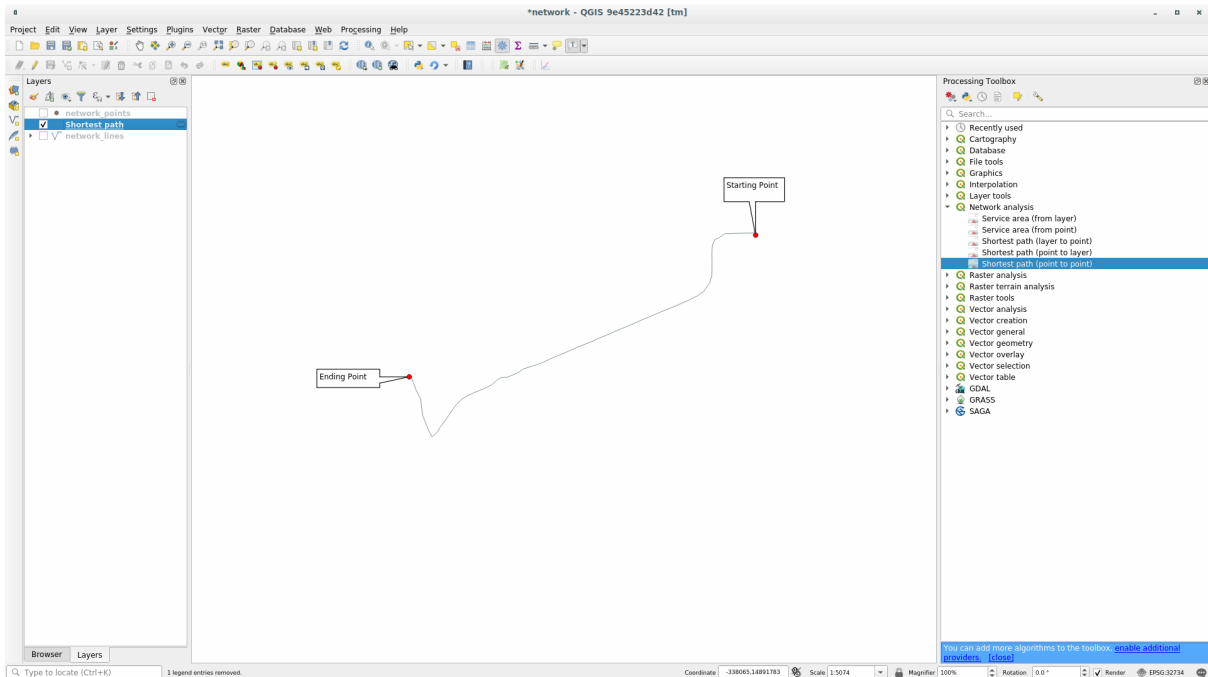 *network - QGIS 9e45223d42 [tm]
Project Edit View Layer Settings Plugins Vector Raster Database Web Processing Help
Layers
network_points
Shortest path
network_lines
Starting Point
Ending Point
Processing Toolbox
Search...
Recently used
Cartography
Database
File tools
Graphics
Interpolation
Layer tools
Network analysis
Service area (from layer)
Service area (from point)
Shortest path (layer to point)
Shortest path (point to layer)
Shortest path (point to point)
Raster analysis
Raster terrain analysis
Raster tools
Vector analysis
Vector creation
Vector general
Vector geometry
Vector overlay
Vector selection
Vector table
GDAL
GRASS
SAGA
You can add more algorithms to the toolbox, enable additional
providers. [close]
Browser Layers
Type to locate (Ctrl+K) 1 legend entries removed. Coordinate -338065,14891783 Scale 1:5074 Magnifier 100% Rotation 0.0 ° Render EPSG:32734